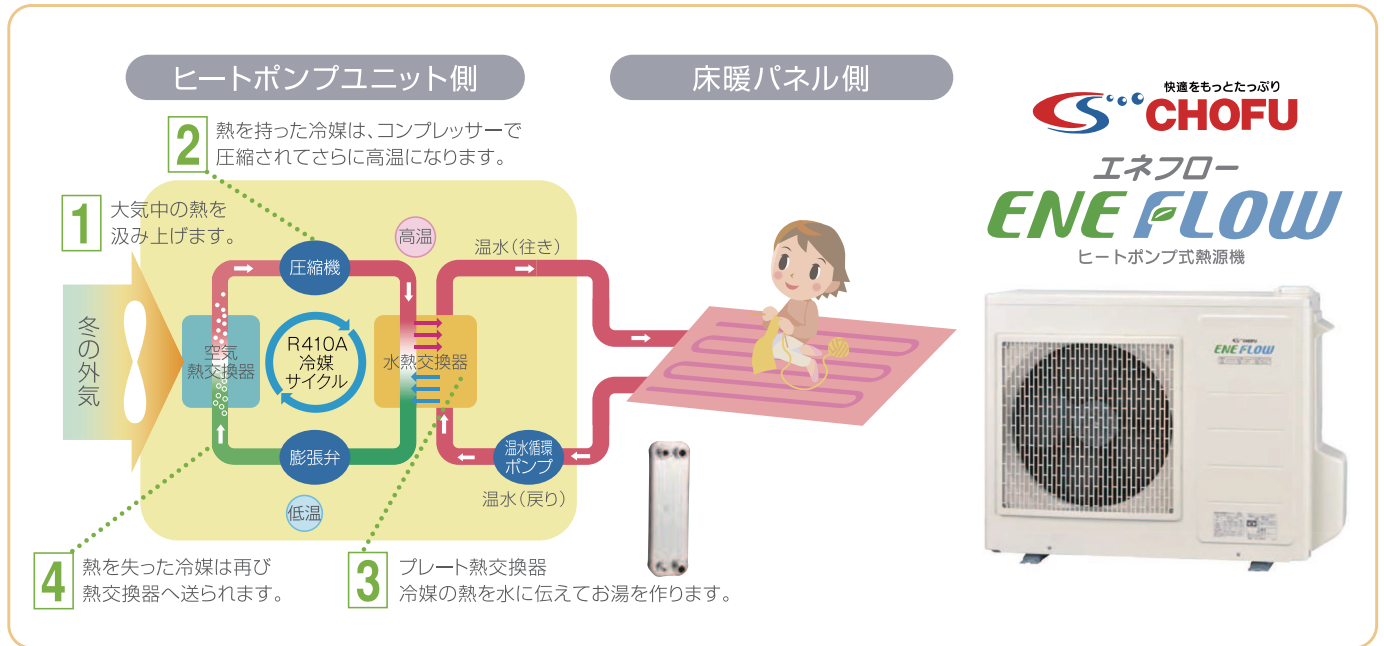 ヒートポンプユニット側
床暖パネル側
2
熱を持った冷媒は、コンプレッサーで
圧縮されてさらに高温になります。
1
大気中の熱を
汲み上げます。
高温
温水（往き）
圧縮機
冬の外気
空気
熱交換器
R410A
冷媒
サイクル
水熱交換器
膨張弁
温水循環
ポンプ
温水（戻り）
低温
4
熱を失った冷媒は再び
熱交換器へ送られます。
3
プレート熱交換器
冷媒の熱を水に伝えてお湯を作ります。
快適をもっとたっぷり
CHOFU
エネフロー
ENE FLOW
ヒートポンプ式熱源機
CHOFU
ENE FLOW